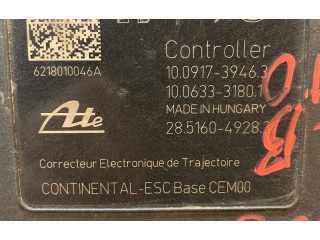 Controller
6218010046A
10.0917-3946.3
10.0633-3180.1
MADE IN HUNGARY
Ate
28.5160-4928.
Correcteur Electronique de Trajectoire
CONTINENTAL-ESC Base CEM00